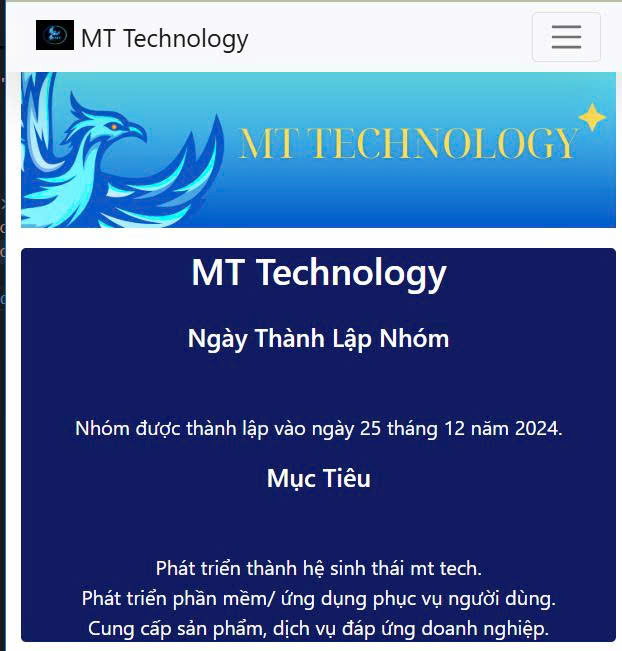 MT Technology
MT TECHNOLOGY
MT Technology
Ngày Thành Lập Nhóm
Nhóm được thành lập vào ngày 25 tháng 12 năm 2024.
Mục Tiêu
Phát triển thành hệ sinh thái mt tech.
Phát triển phần mềm/ ứng dụng phục vụ người dùng.
Cung cấp sản phẩm, dịch vụ đáp ứng doanh nghiệp.